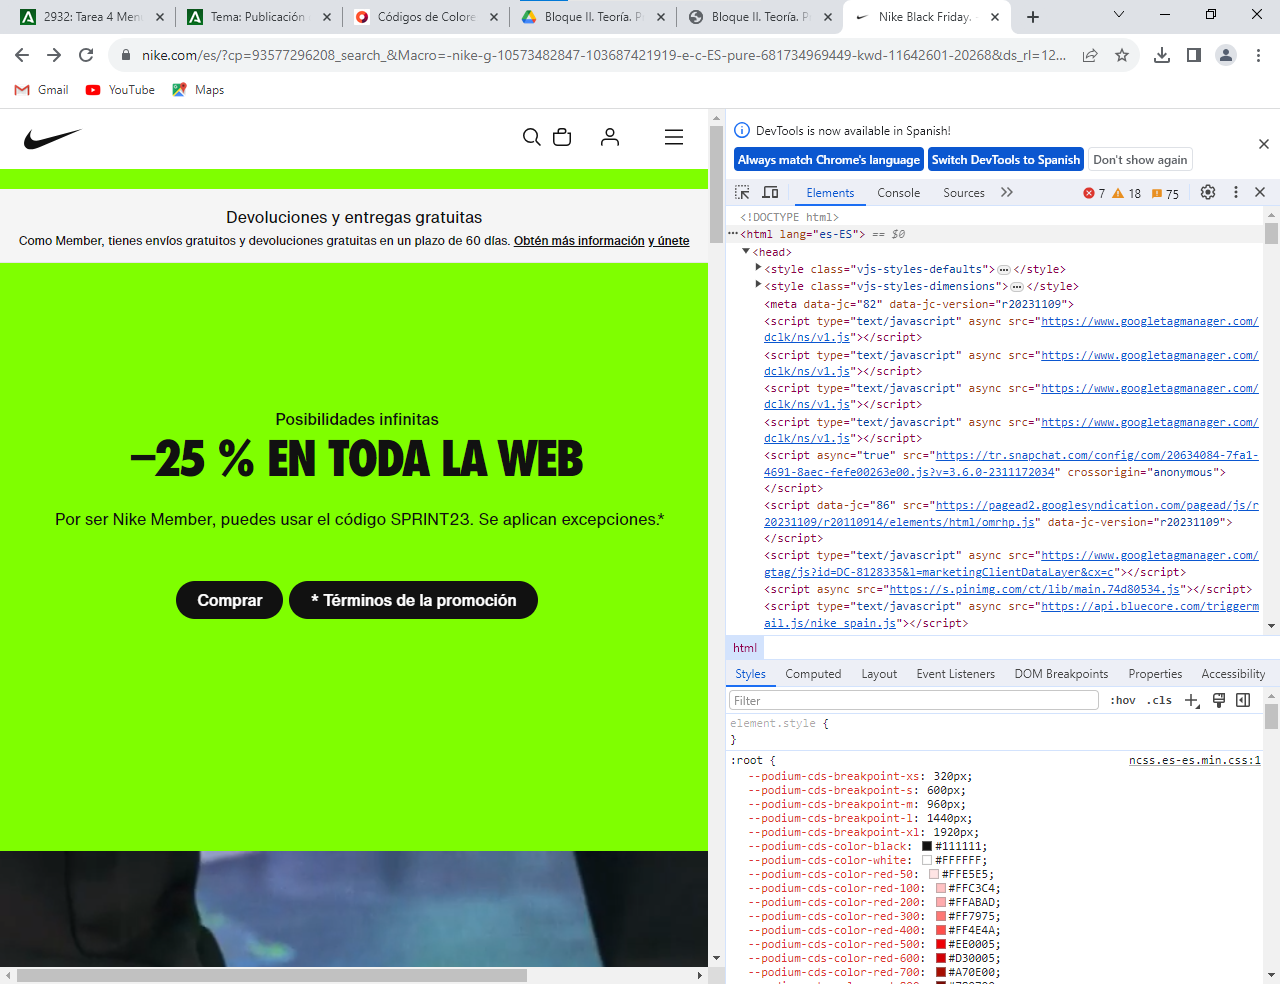 2932: Tarea 4 Men
Tema: Publicación
Códigos de Colore
Bloque II. Teoría. P
Bloque II. Teoría. P
Nike Black Friday.
nike.com/es/?cp=93577296208_search_&Macro=-nike-g-10573482847-103687421919-e-c-ES-pure-681734969449-kwd-11642601-20268&ds_rl=12...
Gmail
YouTube
Maps
Devoluciones y entregas gratuitas
Como Member, tienes envíos gratuitos y devoluciones gratuitas en un plazo de 60 días. Obtén más información y únete
Posibilidades infinitas
–25 % EN TODA LA WEB
Por ser Nike Member, puedes usar el código SPRINT23. Se aplican excepciones.*
Comprar
* Términos de la promoción
DevTools is now available in Spanish!
Always match Chrome's language
Switch DevTools to Spanish
Don't show again
Elements Console Sources 7 18 75
<!DOCTYPE html>
<html lang="es-ES"> == $0
<head>
<style class="vjs-styles-defaults">…</style>
<style class="vjs-styles-dimensions">…</style>
<meta data-jc="82" data-jc-version="r20231109">
<script type="text/javascript" async src="https://www.googletagmanager.com/
dclk/ns/v1.js"></script>
<script type="text/javascript" async src="https://www.googletagmanager.com/
dclk/ns/v1.js"></script>
<script type="text/javascript" async src="https://www.googletagmanager.com/
dclk/ns/v1.js"></script>
<script type="text/javascript" async src="https://www.googletagmanager.com/
dclk/ns/v1.js"></script>
<script async="true" src="https://tr.snapchat.com/config/com/20634084-7fa1-
4691-8aec-fefe00263e00.js?v=3.6.0-2311172034" crossorigin="anonymous">
</script>
<script data-jc="86" src="https://pagead2.googlesyndication.com/pagead/js/r
20231109/r20110914/elements/html/omrhp.js" data-jc-version="r20231109">
</script>
<script type="text/javascript" async src="https://www.googletagmanager.com/
gtag/js?id=DC-8128335&l=marketingClientDataLayer&cx=c"></script>
<script async src="https://s.pinimg.com/ct/lib/main.74d80534.js"></script>
<script type="text/javascript" async src="https://api.bluecore.com/triggerm
ail.js/nike_spain.js"></script>
html
Styles Computed Layout Event Listeners DOM Breakpoints Properties Accessibility
Filter :hov .cls
element.style {
}
:root { ncss.es-es.min.css:1
--podium-cds-breakpoint-xs: 320px;
--podium-cds-breakpoint-s: 600px;
--podium-cds-breakpoint-m: 960px;
--podium-cds-breakpoint-l: 1440px;
--podium-cds-breakpoint-xl: 1920px;
--podium-cds-color-black: #111111;
--podium-cds-color-white: #FFFFFF;
--podium-cds-color-red-50: #FFE5E5;
--podium-cds-color-red-100: #FFC3C4;
--podium-cds-color-red-200: #FFABAD;
--podium-cds-color-red-300: #FF7975;
--podium-cds-color-red-400: #FF4E4A;
--podium-cds-color-red-500: #EE0005;
--podium-cds-color-red-600: #D30005;
--podium-cds-color-red-700: #A70E00;